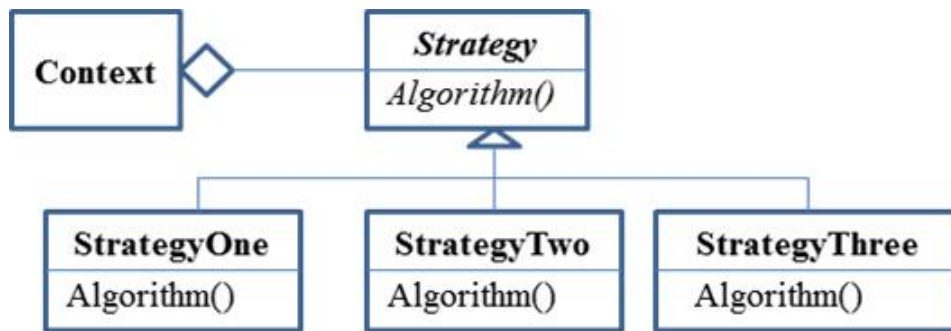 Context
Strategy
Algorithm()
StrategyOne
Algorithm()
StrategyTwo
Algorithm()
StrategyThree
Algorithm()